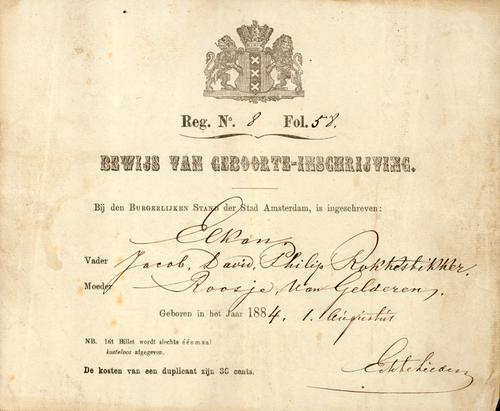 Reg. No. 8 Fol. 58.
BEWIJS VAN GEBOORTE-INSCHRIJVING.
Bij den BURGERLIJKEN STAND der Stad Amsterdam, is ingeschreven:
Elkan
Vader Jacob, David, Philip Rokkestikker.
Moeder Roosje, van Gelderen,
Geboren in het Jaar 1884, 1. Augustus
NB. Dit Billet wordt slechts éénmaal
kosteloos afgegeven.
De kosten van een duplicaat zijn 30 cents.